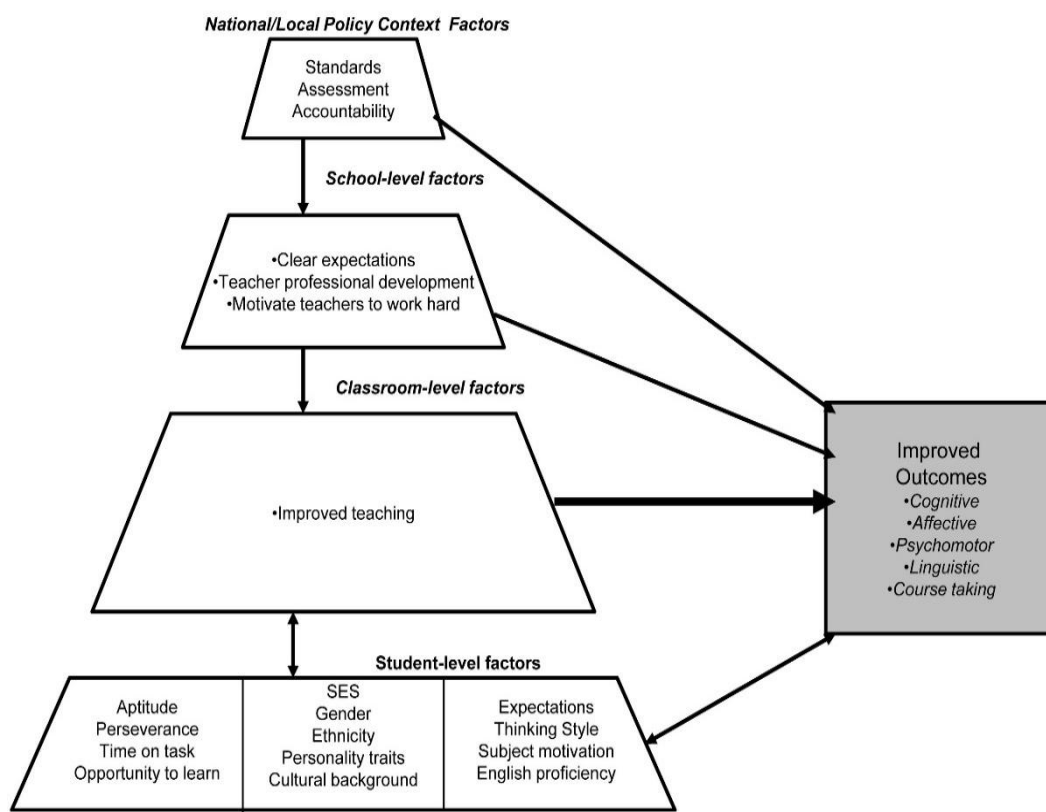 National/Local Policy Context  Factors
Standards
Assessment
Accountability
School-level factors
•Clear expectations
•Teacher professional development
•Motivate teachers to work hard
Classroom-level factors
•Improved teaching
Improved
Outcomes
•Cognitive
•Affective
•Psychomotor
•Linguistic
•Course taking
Student-level factors
Aptitude
Perseverance
Time on task
Opportunity to learn
SES
Gender
Ethnicity
Personality traits
Cultural background
Expectations
Thinking Style
Subject motivation
English proficiency